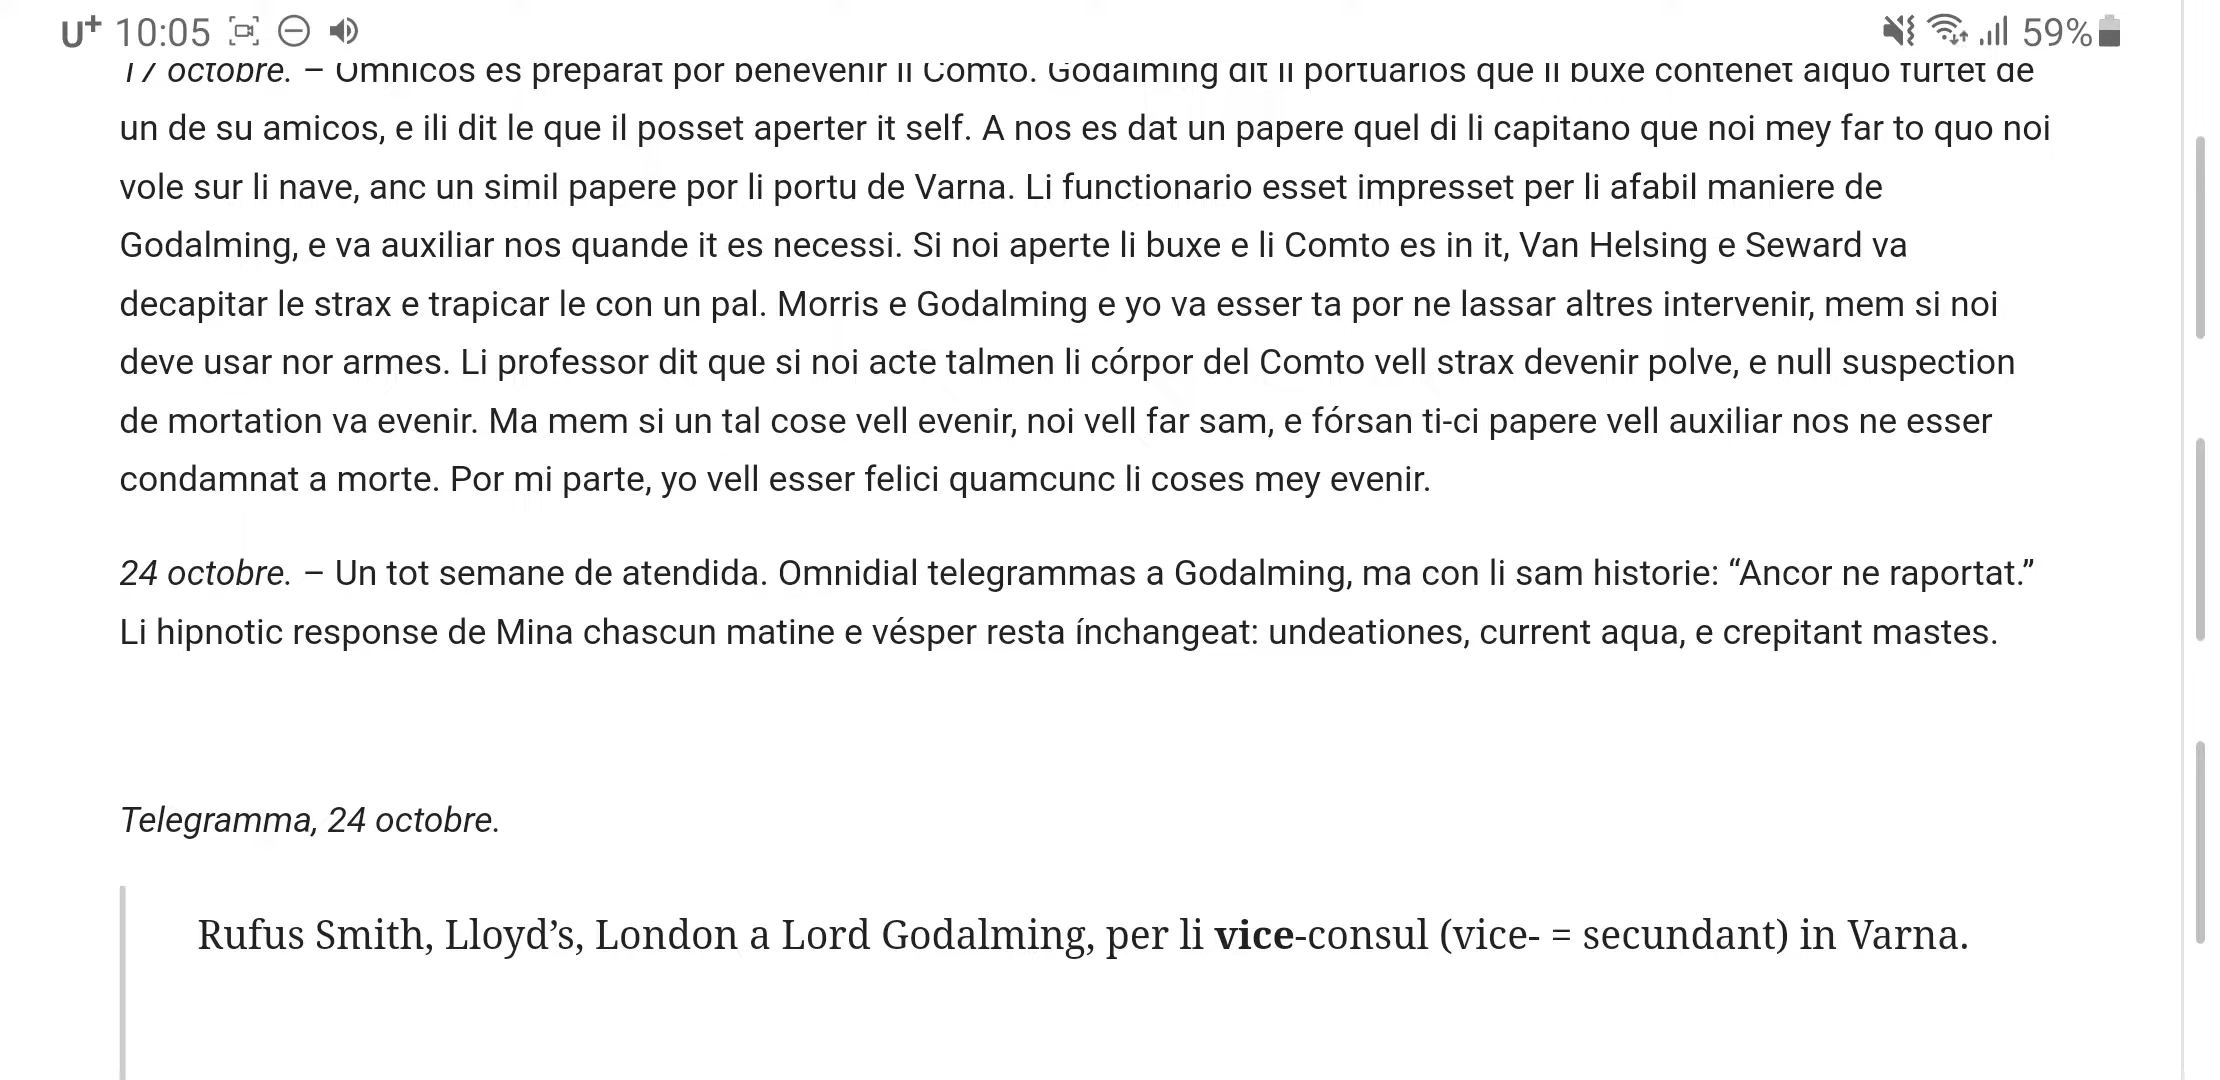 U+ 10:05 59%
17 octobre. – Omnicos es preparat por benevenir li Comto. Godalming dit li portuarios que li buxe contenet alquo furtet de
un de su amicos, e ili dit le que il posset aperter it self. A nos es dat un papere quel di li capitano que noi mey far to quo noi
vole sur li nave, anc un simil papere por li portu de Varna. Li functionario esset impresset per li afabil maniere de
Godalming, e va auxiliar nos quande it es necessi. Si noi aperte li buxe e li Comto es in it, Van Helsing e Seward va
decapitar le strax e trapicar le con un pal. Morris e Godalming e yo va esser ta por ne lassar altres intervenir, mem si noi
deve usar nor armes. Li professor dit que si noi acte talmen li córpor del Comto vell strax devenir polve, e null suspection
de mortation va evenir. Ma mem si un tal cose vell evenir, noi vell far sam, e fórsan ti-ci papere vell auxiliar nos ne esser
condamnat a morte. Por mi parte, yo vell esser felici quamcunc li coses mey evenir.
24 octobre. – Un tot semane de atendida. Omnidial telegrammas a Godalming, ma con li sam historie: “Ancor ne raportat.”
Li hipnotic response de Mina chascun matine e vésper resta ínchangeat: undeationes, current aqua, e crepitant mastes.
Telegramma, 24 octobre.
Rufus Smith, Lloyd’s, London a Lord Godalming, per li vice-consul (vice- = secundant) in Varna.